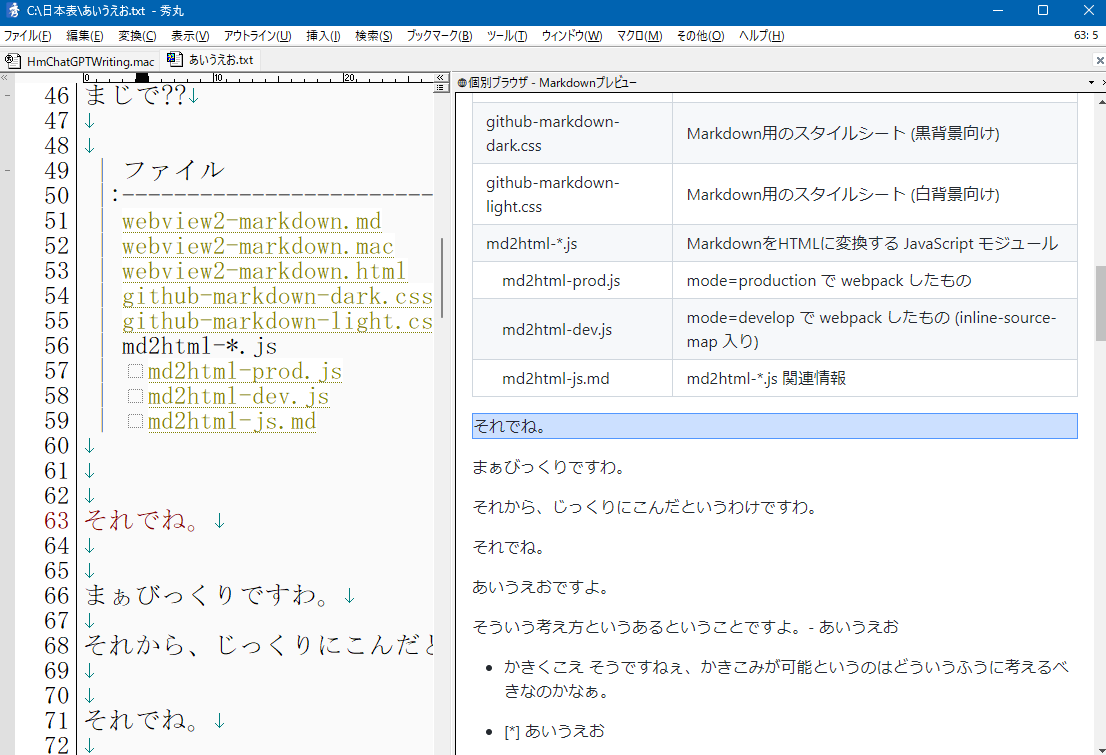 C:\日本表\あいうえお.txt - 秀丸
ファイル(F) 編集(E) 変換(C) 表示(V) アウトライン(U) 挿入(I) 検索(S) ブックマーク(B) ツール(T) ウィンドウ(W) マクロ(M) その他(O) ヘルプ(H) 63: 5
HmChatGPTWriting.mac あいうえお.txt
0 10 20
46 まじで??↓
47 ↓
48 ↓
49 ファイル
50 :------------------------
51 webview2-markdown.md
52 webview2-markdown.mac
53 webview2-markdown.html
54 github-markdown-dark.css
55 github-markdown-light.cs
56 md2html-*.js
57 md2html-prod.js
58 md2html-dev.js
59 md2html-js.md
60 ↓
61 ↓
62 ↓
63 それでね。↓
64 ↓
65 ↓
66 まぁびっくりですわ。↓
67 ↓
68 それから、じっくりにこんだと
69 ↓
70 ↓
71 それでね。↓
72 ↓
個別ブラウザ - Markdownプレビュー
github-markdown-
dark.css
Markdown用のスタイルシート (黒背景向け)
github-markdown-
light.css
Markdown用のスタイルシート (白背景向け)
md2html-*.js
MarkdownをHTMLに変換する JavaScript モジュール
md2html-prod.js
mode=production で webpack したもの
md2html-dev.js
mode=develop で webpack したもの (inline-source-
map 入り)
md2html-js.md
md2html-*.js 関連情報
それでね。
まぁびっくりですわ。
それから、じっくりにこんだというわけですわ。
それでね。
あいうえおですよ。
そういう考え方というあるということですよ。- あいうえお
• かきくこえ そうですねぇ、かきこみが可能というのはどういうふうに考えるべ
きなのかなぁ。
• [*] あいうえお